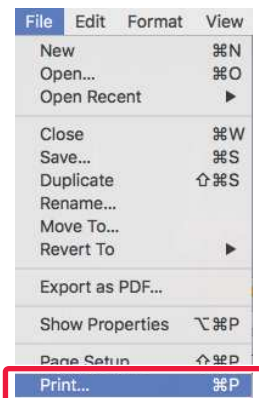 File Edit Format View
New ⌘N
Open... ⌘O
Open Recent ▶
Close ⌘W
Save... ⌘S
Duplicate ⇧⌘S
Rename...
Move To...
Revert To ▶
Export as PDF...
Show Properties ⌥⌘P
Page Setup ⇧⌘P
Print... ⌘P